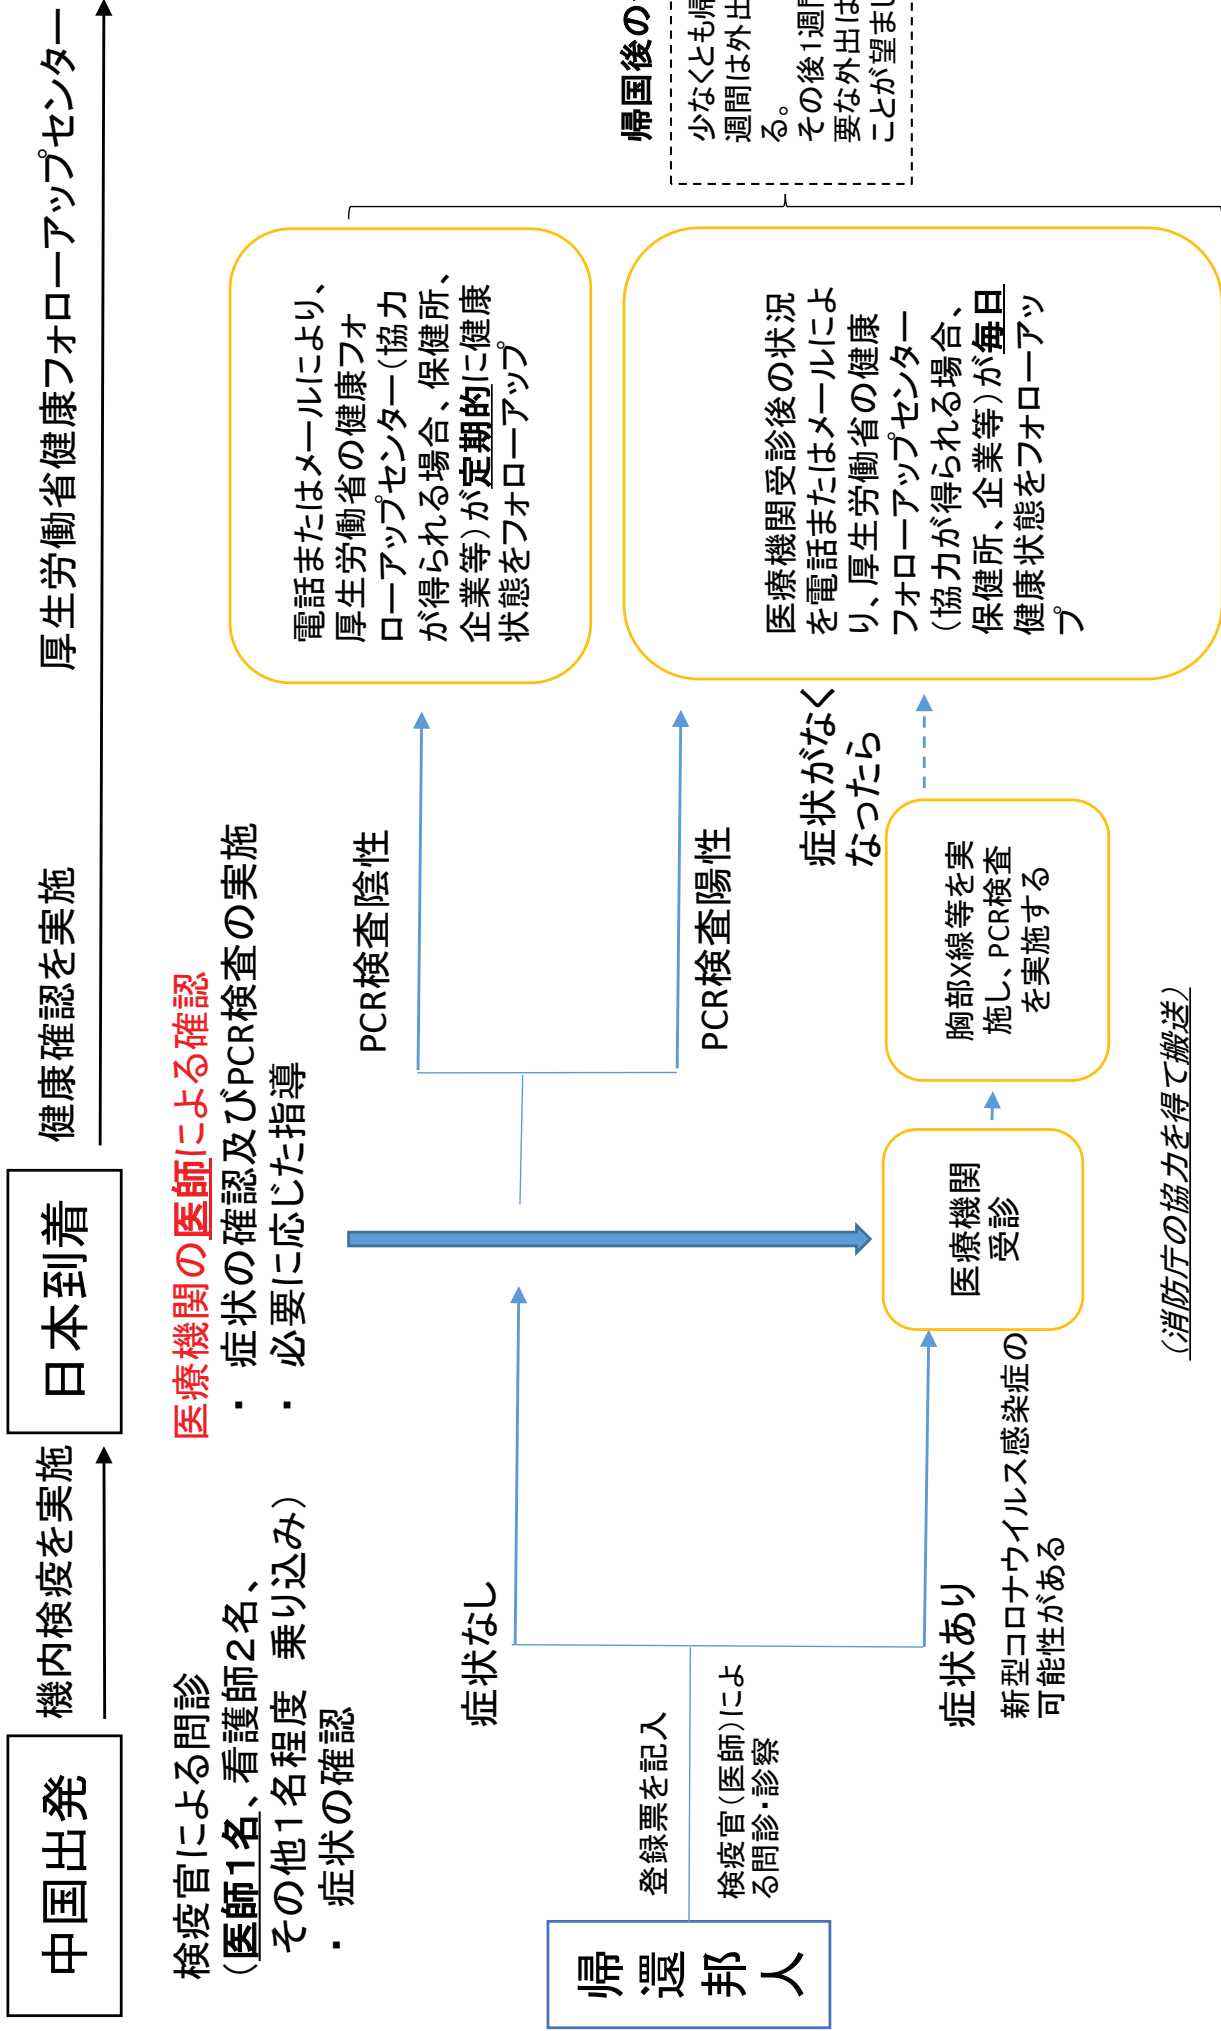 中国出発
機内検疫を実施
日本到着
健康確認を実施
厚生労働省健康フォローアップセンター
検疫官による問診
（医師１名、看護師２名、
その他１名程度 乗り込み）
・ 症状の確認
医療機関の医師による確認
・ 症状の確認及びPCR検査の実施
・ 必要に応じた指導
帰還邦人
登録票を記入
検疫官（医師）によ
る問診・診察
症状なし
症状あり
新型コロナウイルス感染症の
可能性がある
医療機関
受診
胸部X線等を実
施し、PCR検査
を実施する
（消防庁の協力を得て搬送）
PCR検査陰性
PCR検査陽性
症状がなく
なったら
電話またはメールにより、
厚生労働省の健康フォ
ローアップセンター（協力
が得られる場合、保健所、
企業等）が定期的に健康
状態をフォローアップ
医療機関受診後の状況
を電話またはメールによ
り、厚生労働省の健康
フォローアップセンター
（協力が得られる場合、
保健所、企業等）が毎日
健康状態をフォローアッ
プ
帰国後の
少なくとも帰
週間は外出
る。
その後1週間
要な外出は
ことが望まし